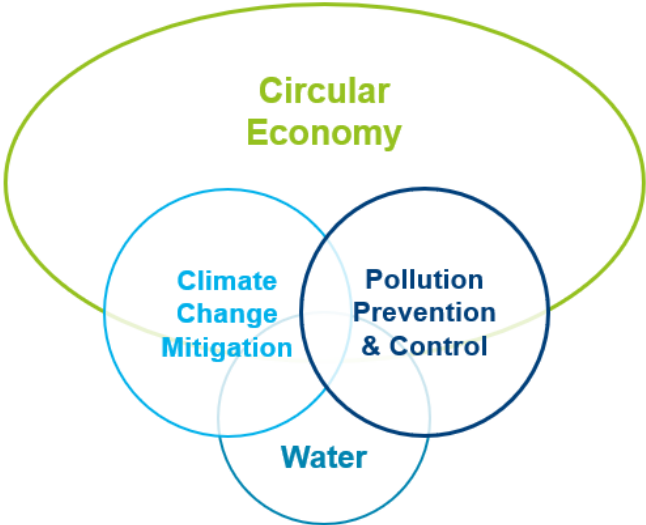 Circular
Economy
Climate
Change
Mitigation
Pollution
Prevention
& Control
Water